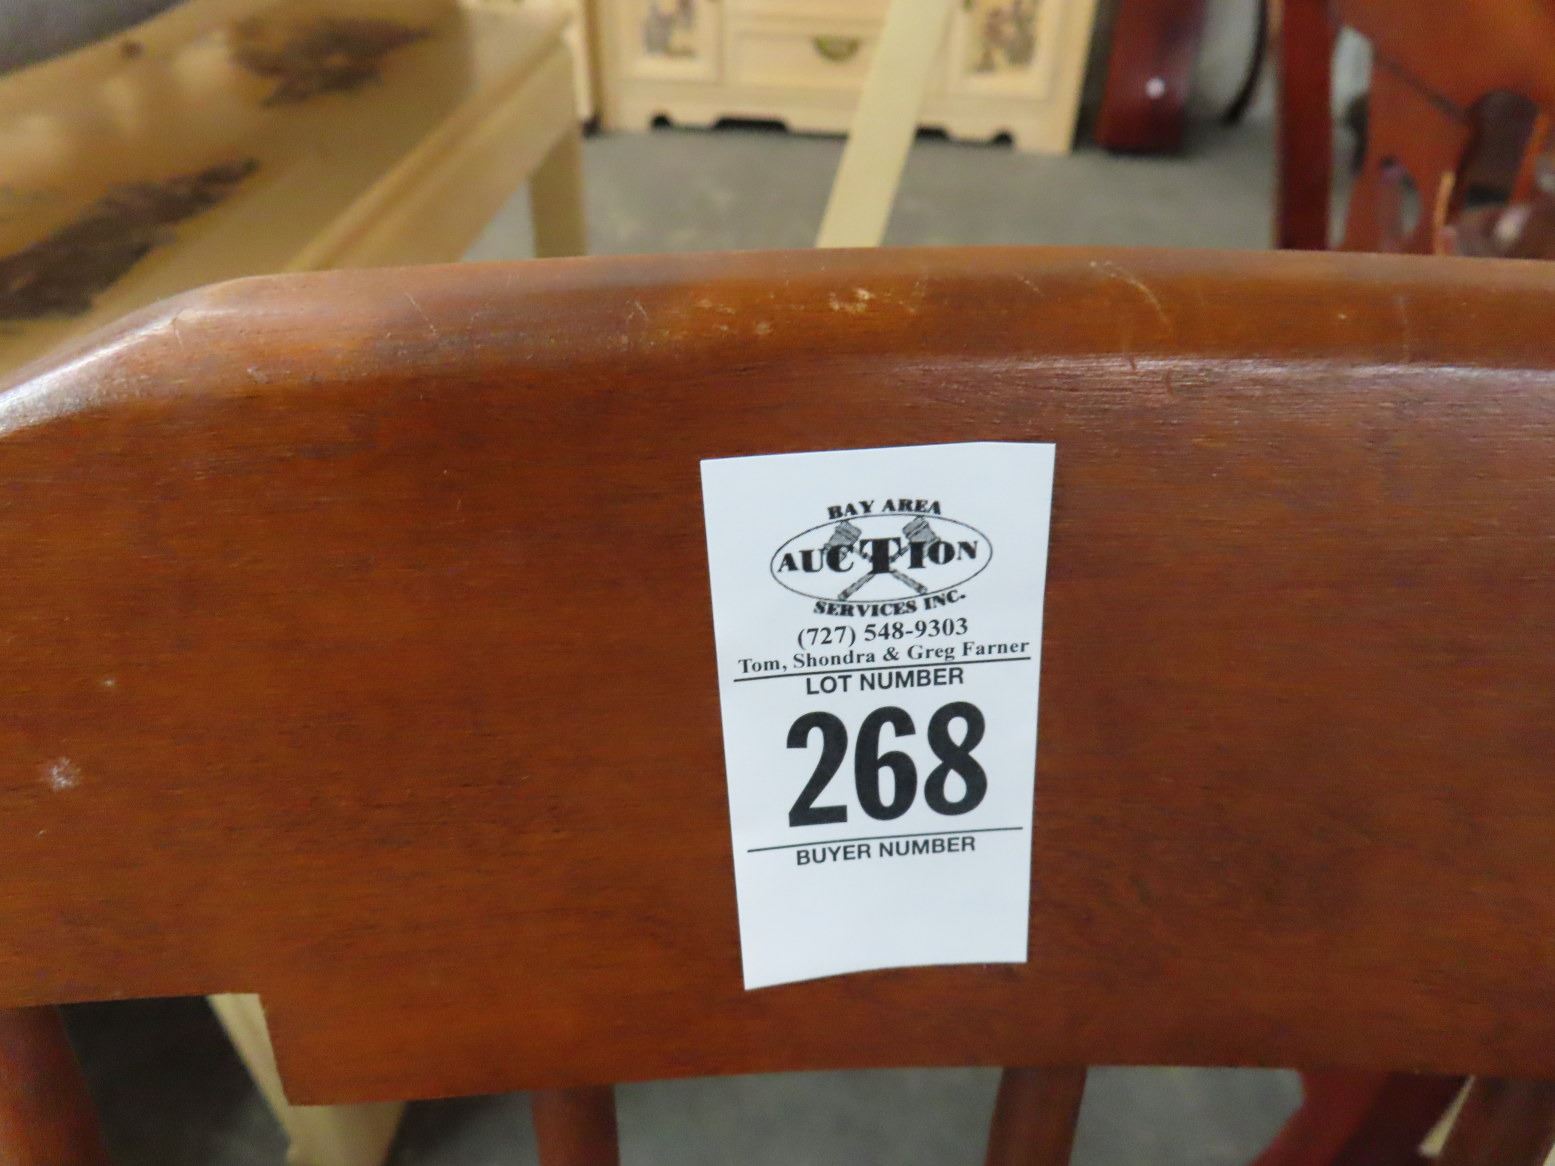 BAY AREA
AUCTION
SERVICES INC.
(727) 548-9303
Tom, Shondra & Greg Farner
LOT NUMBER
268
BUYER NUMBER